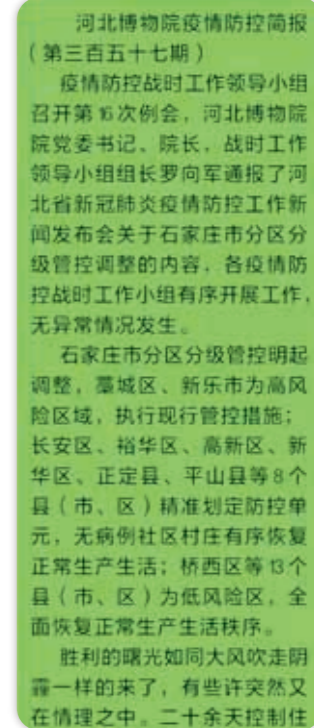 河北博物院疫情防控简报
（第三百五十七期）
疫情防控战时工作领导小组
召开第16次例会，河北博物院
院党委书记、院长，战时工作
领导小组组长罗向军通报了河
北省新冠肺炎疫情防控工作新
闻发布会关于石家庄市分区分
级管控调整的内容，各疫情防
控战时工作小组有序开展工作，
无异常情况发生。
石家庄市分区分级管控明起
调整，藁城区、新乐市为高风
险区域，执行现行管控措施；
长安区、裕华区、高新区、新
华区、正定县、平山县等8个
县（市、区）精准划定防控单
元，无病例社区村庄有序恢复
正常生产生活；桥西区等13个
县（市、区）为低风险区，全
面恢复正常生产生活秩序。
胜利的曙光如同大风吹走阴
霾一样的来了，有些许突然又
在情理之中。二十余天控制住